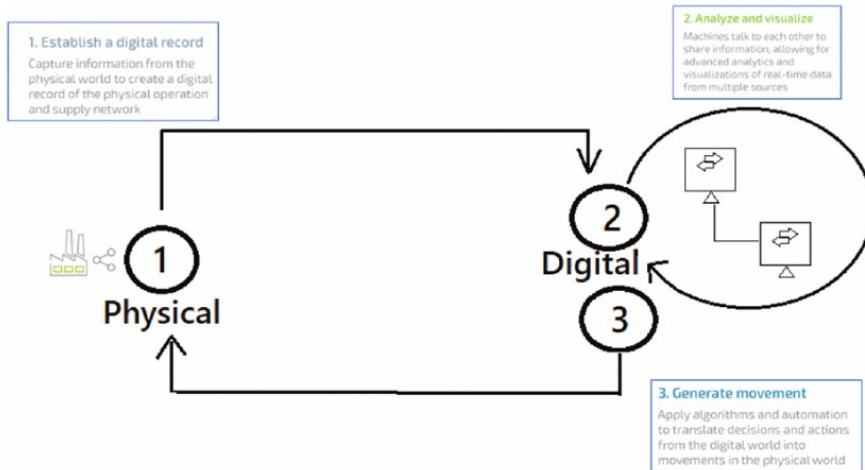 1. Establish a digital record
Capture information from the
physical world to create a digital
record of the physical operation
and supply network
2. Analyze and visualize
Machines talk to each other to
share information, allowing for
advanced analytics and
visualizations of real-time data
from multiple sources
1
Physical
2
Digital
3
3. Generate movement
Apply algorithms and automation
to translate decisions and actions
from the digital world into
movements in the physical world